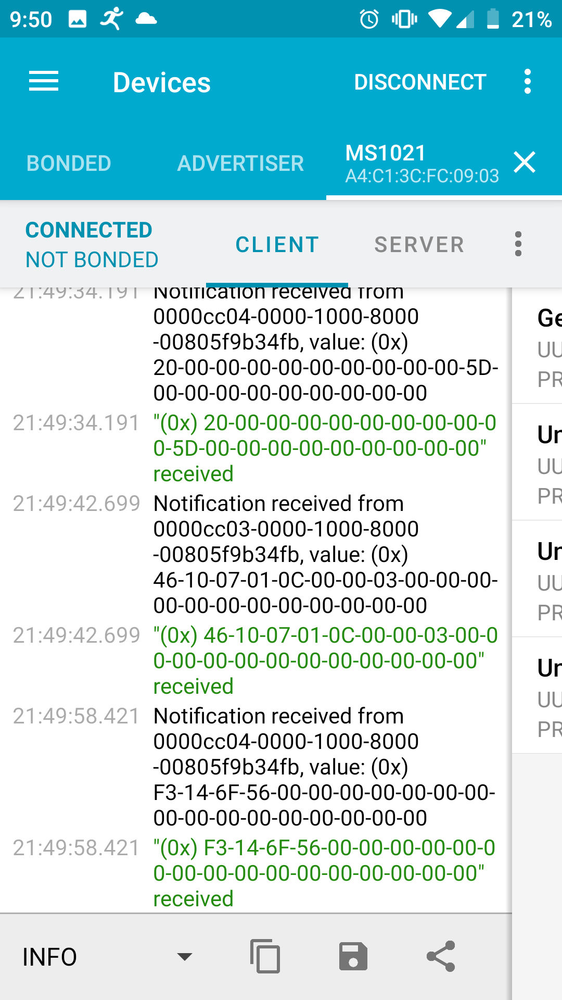 9:50 21%
Devices DISCONNECT
BONDED ADVERTISER MS1021
A4:C1:3C:FC:09:03
CONNECTED
NOT BONDED
CLIENT SERVER
21:49:34.191 Notification received from
0000cc04-0000-1000-8000
-00805f9b34fb, value: (0x)
20-00-00-00-00-00-00-00-00-00-5D-
00-00-00-00-00-00-00-00-00
21:49:34.191 "(0x) 20-00-00-00-00-00-00-00-00-0
0-5D-00-00-00-00-00-00-00-00-00"
received
21:49:42.699 Notification received from
0000cc03-0000-1000-8000
-00805f9b34fb, value: (0x)
46-10-07-01-0C-00-00-03-00-00-00-
00-00-00-00-00-00-00-00-00
21:49:42.699 "(0x) 46-10-07-01-0C-00-00-03-00-0
0-00-00-00-00-00-00-00-00-00-00"
received
21:49:58.421 Notification received from
0000cc04-0000-1000-8000
-00805f9b34fb, value: (0x)
F3-14-6F-56-00-00-00-00-00-00-00-
00-00-00-00-00-00-00-00-00
21:49:58.421 "(0x) F3-14-6F-56-00-00-00-00-00-0
0-00-00-00-00-00-00-00-00-00-00"
received
Ge
UU
PR
Un
UU
PR
Un
UU
PR
Un
UU
PR
INFO